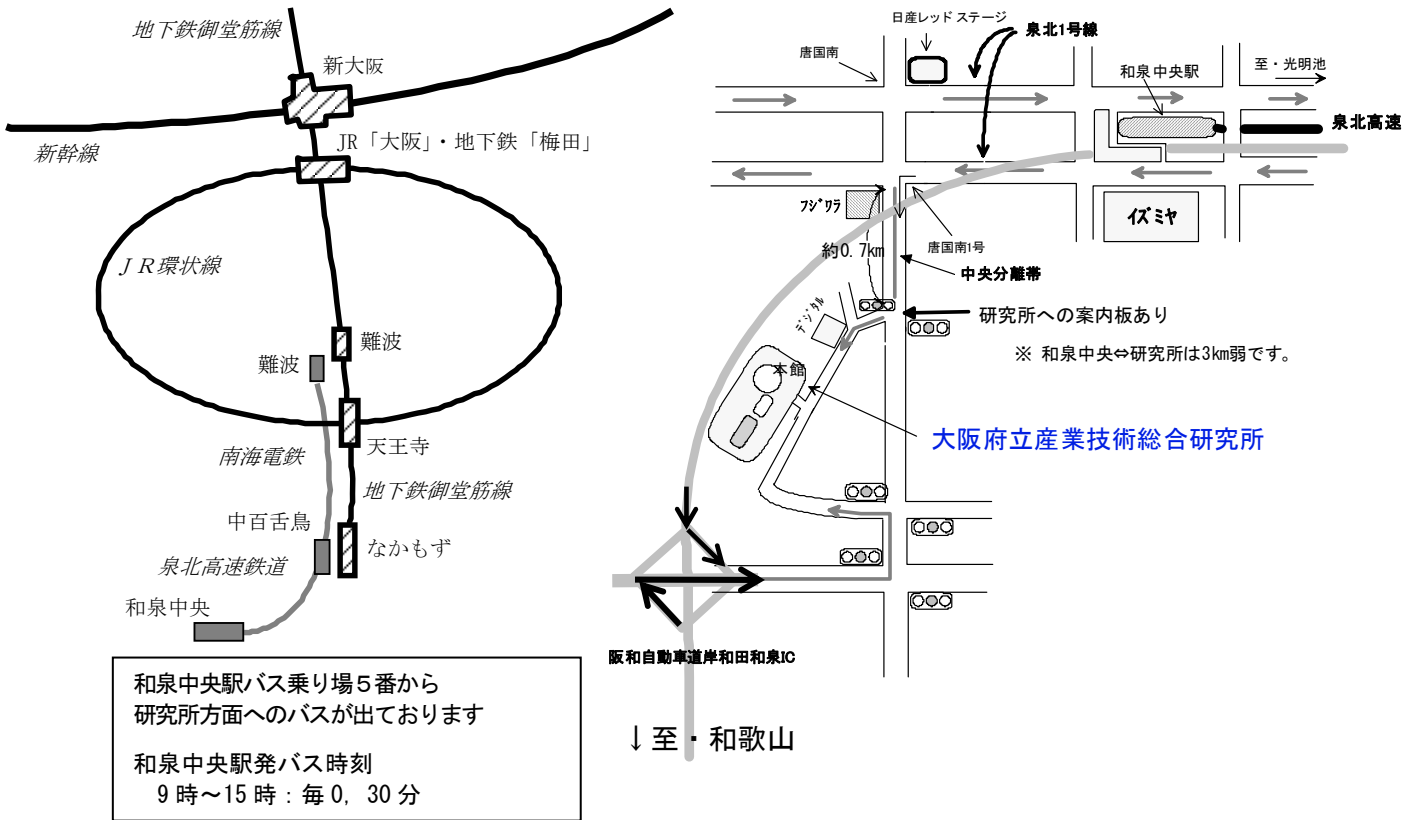 地下鉄御堂筋線
新大阪
新幹線
JR「大阪」・地下鉄「梅田」
ＪＲ環状線
難波
難波
天王寺
南海電鉄
地下鉄御堂筋線
中百舌鳥
なかもず
泉北高速鉄道
和泉中央
和泉中央駅バス乗り場５番から
研究所方面へのバスが出ております
和泉中央駅発バス時刻
９時～15時：毎0, 30分
日産レッドステージ
泉北1号線
唐国南
和泉中央駅
至・光明池
泉北高速
フジワラ
イズミヤ
唐国南1号
約0.7km
中央分離帯
デジタル
研究所への案内板あり
※ 和泉中央⇔研究所は3km弱です。
本館
大阪府立産業技術総合研究所
阪和自動車道岸和田和泉IC
↓至・和歌山